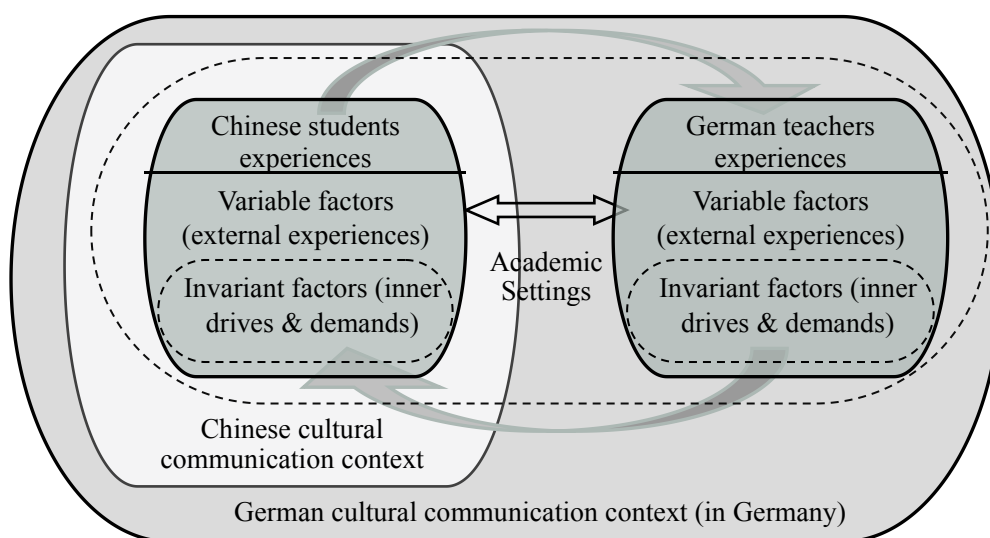 Chinese students
experiences
Variable factors
(external experiences)
Invariant factors (inner
drives & demands)
German teachers
experiences
Variable factors
(external experiences)
Invariant factors (inner
drives & demands)
Academic
Settings
Chinese cultural
communication context
German cultural communication context (in Germany)